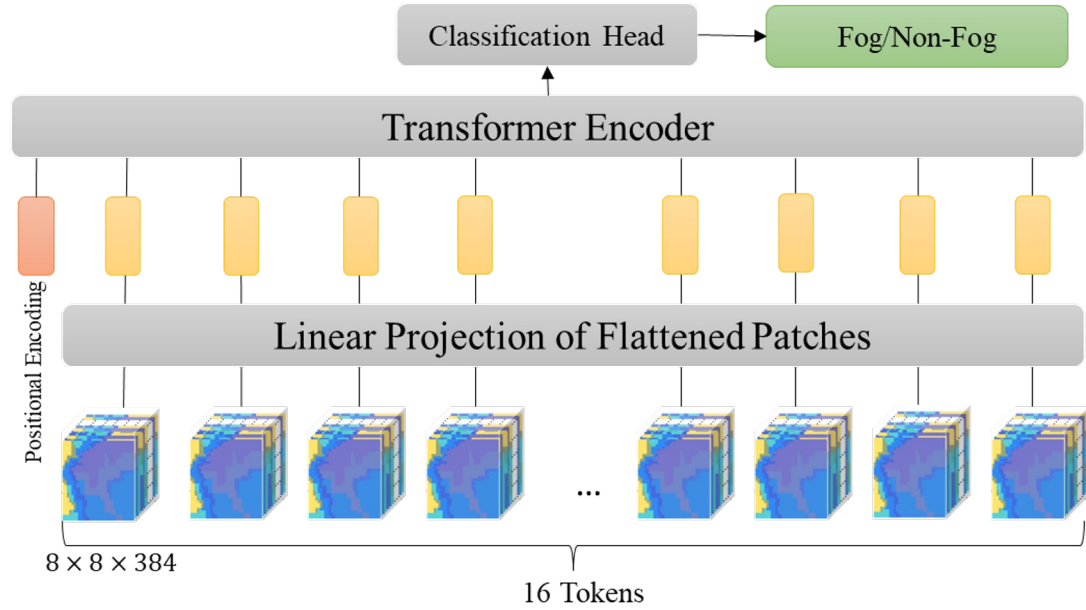 Classification Head
Fog/Non-Fog
Transformer Encoder
Positional Encoding
Linear Projection of Flattened Patches
...
8 × 8 × 384
16 Tokens